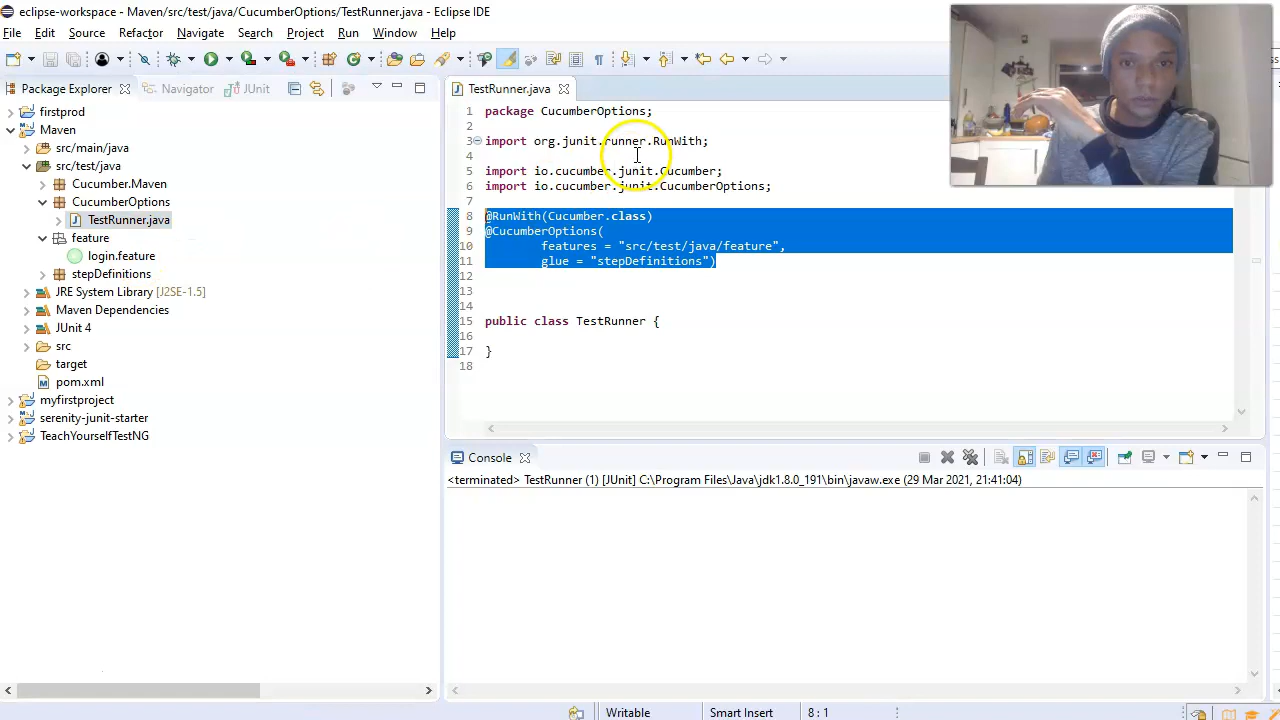 eclipse-workspace - Maven/src/test/java/CucumberOptions/TestRunner.java - Eclipse IDE
File Edit Source Refactor Navigate Search Project Run Window Help
Package Explorer Navigator JUnit
firstprod
Maven
src/main/java
src/test/java
Cucumber.Maven
CucumberOptions
TestRunner.java
feature
login.feature
stepDefinitions
JRE System Library [J2SE-1.5]
Maven Dependencies
JUnit 4
src
target
pom.xml
myfirstproject
serenity-junit-starter
TeachYourselfTestNG
TestRunner.java
1 package CucumberOptions;
2
3 import org.junit.runner.RunWith;
4
5 import io.cucumber.junit.Cucumber;
6 import io.cucumber.junit.CucumberOptions;
7
8 @RunWith(Cucumber.class)
9 @CucumberOptions(
10 features = "src/test/java/feature",
11 glue = "stepDefinitions")
12
13
14
15 public class TestRunner {
16
17 }
18
Console
<terminated> TestRunner (1) [JUnit] C:\Program Files\Java\jdk1.8.0_191\bin\javaw.exe (29 Mar 2021, 21:41:04)
Writable Smart Insert 8 : 1